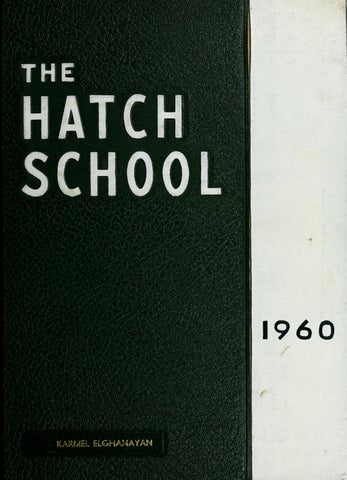 THE
HATCH
SCHOOL
1960
KARMEL ELGHANAYAN